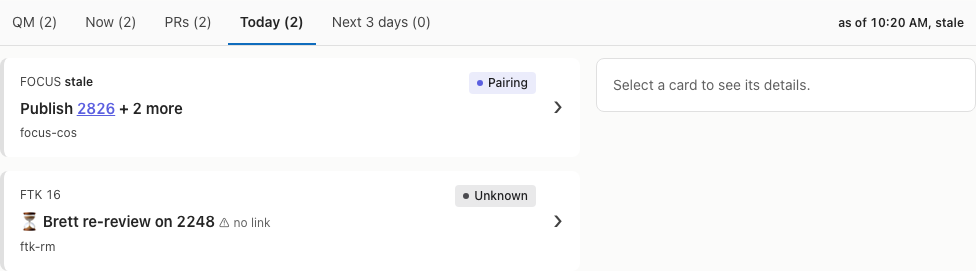 QM (2) Now (2) PRs (2) Today (2) Next 3 days (0) as of 10:20 AM, stale
FOCUS stale
Pairing
Publish 2826 + 2 more
focus-cos
Select a card to see its details.
FTK 16
Unknown
⏳ Brett re-review on 2248 ⚠ no link
ftk-rm